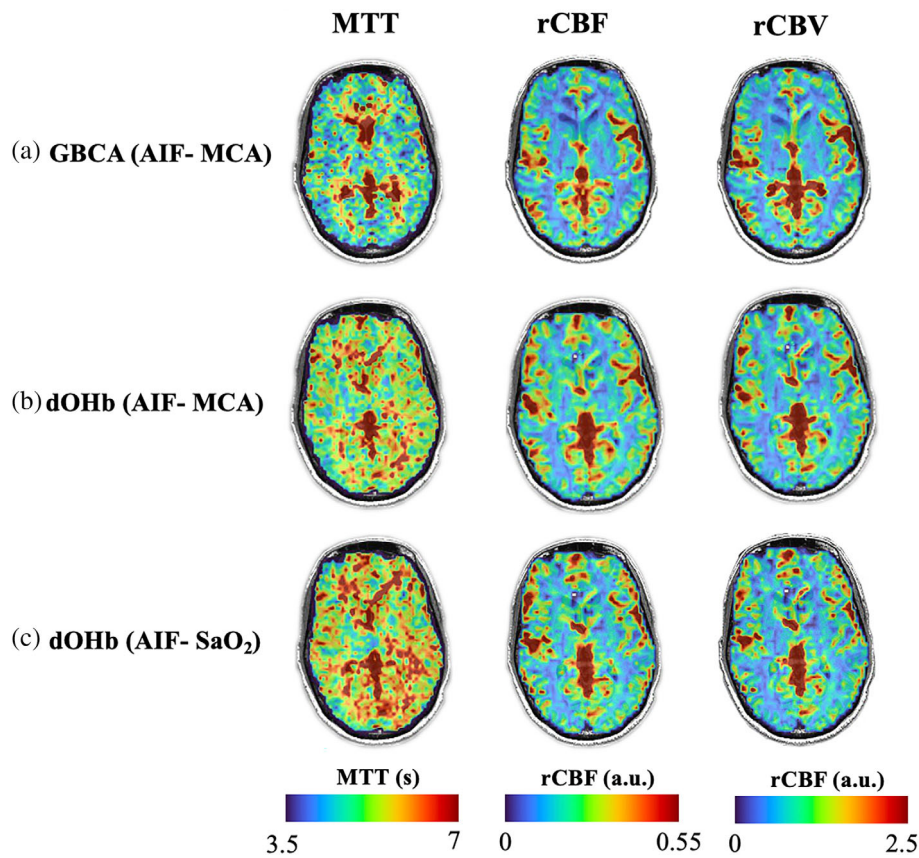 MTT rCBF rCBV
(a) GBCA (AIF- MCA)
(b) dOHb (AIF- MCA)
(c) dOHb (AIF- SaO₂)
MTT (s) rCBF (a.u.) rCBF (a.u.)
3.5 7 0 0.55 0 2.5